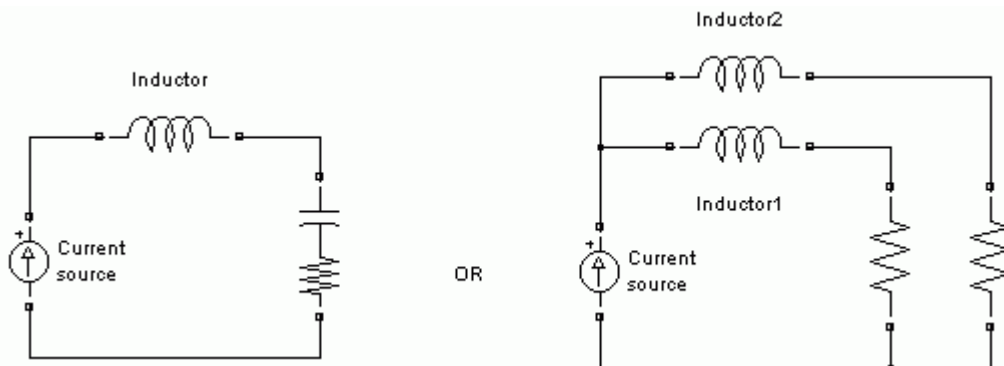 Inductor2
Inductor
Inductor1
Current
source
OR
Current
source